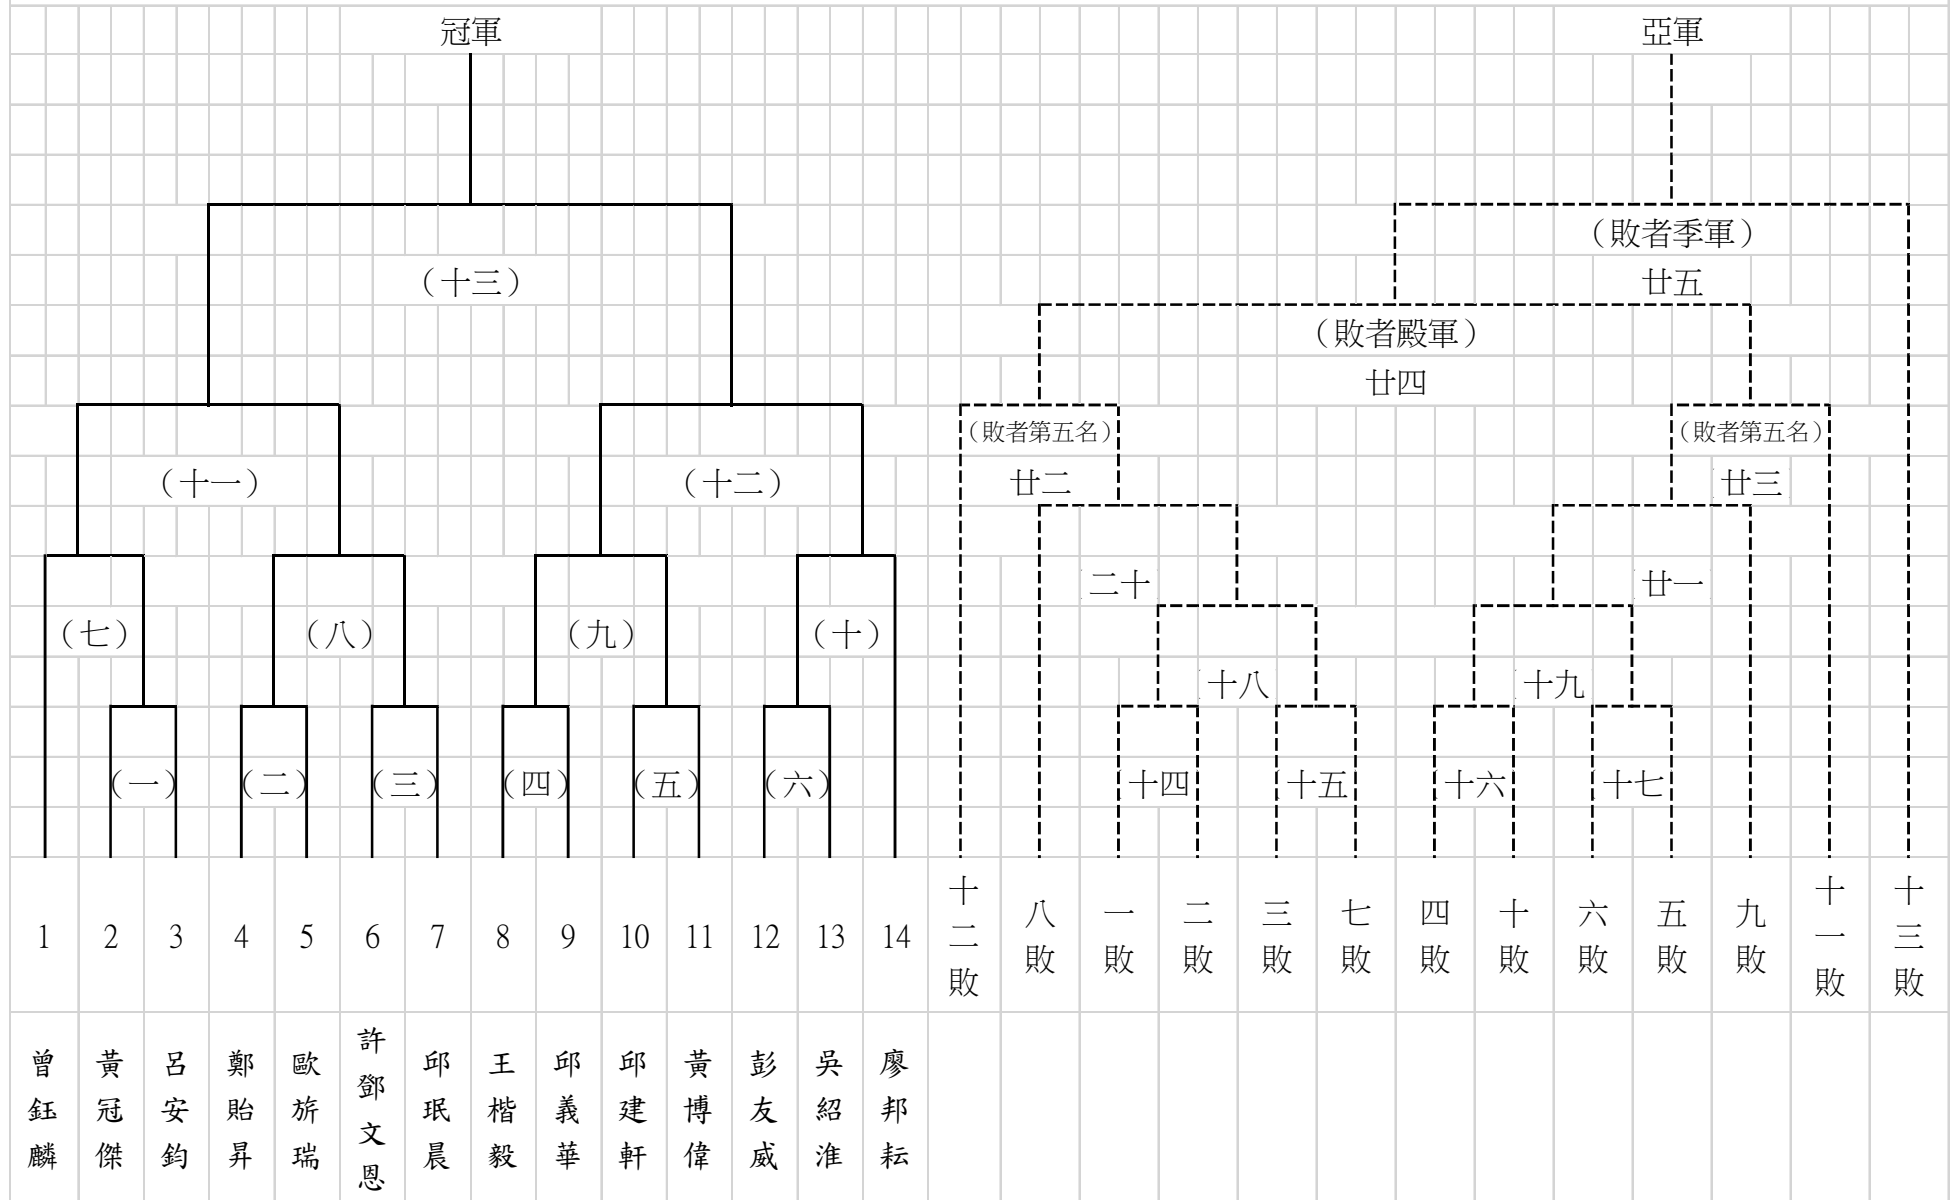 冠軍 亞軍
(敗者季軍)
(十三) 廿五
(敗者殿軍)
廿四
(敗者第五名) (敗者第五名)
(十一) (十二) 廿二 廿三
二十 廿一
(七) (八) (九) (十)
十八 十九
(一) (二) (三) (四) (五) (六) 十四 十五 十六 十七
1 2 3 4 5 6 7 8 9 10 11 12 13 14 十二敗 八敗 一敗 二敗 三敗 七敗 四敗 十敗 六敗 五敗 九敗 十一敗 十三敗
曾鈺麟 黃冠傑 呂安鈞 鄭貽昇 歐旂瑞 許鄧文恩 邱珉晨 王楷毅 邱義華 邱建軒 黃博偉 彭友威 吳紹淮 廖邦耘